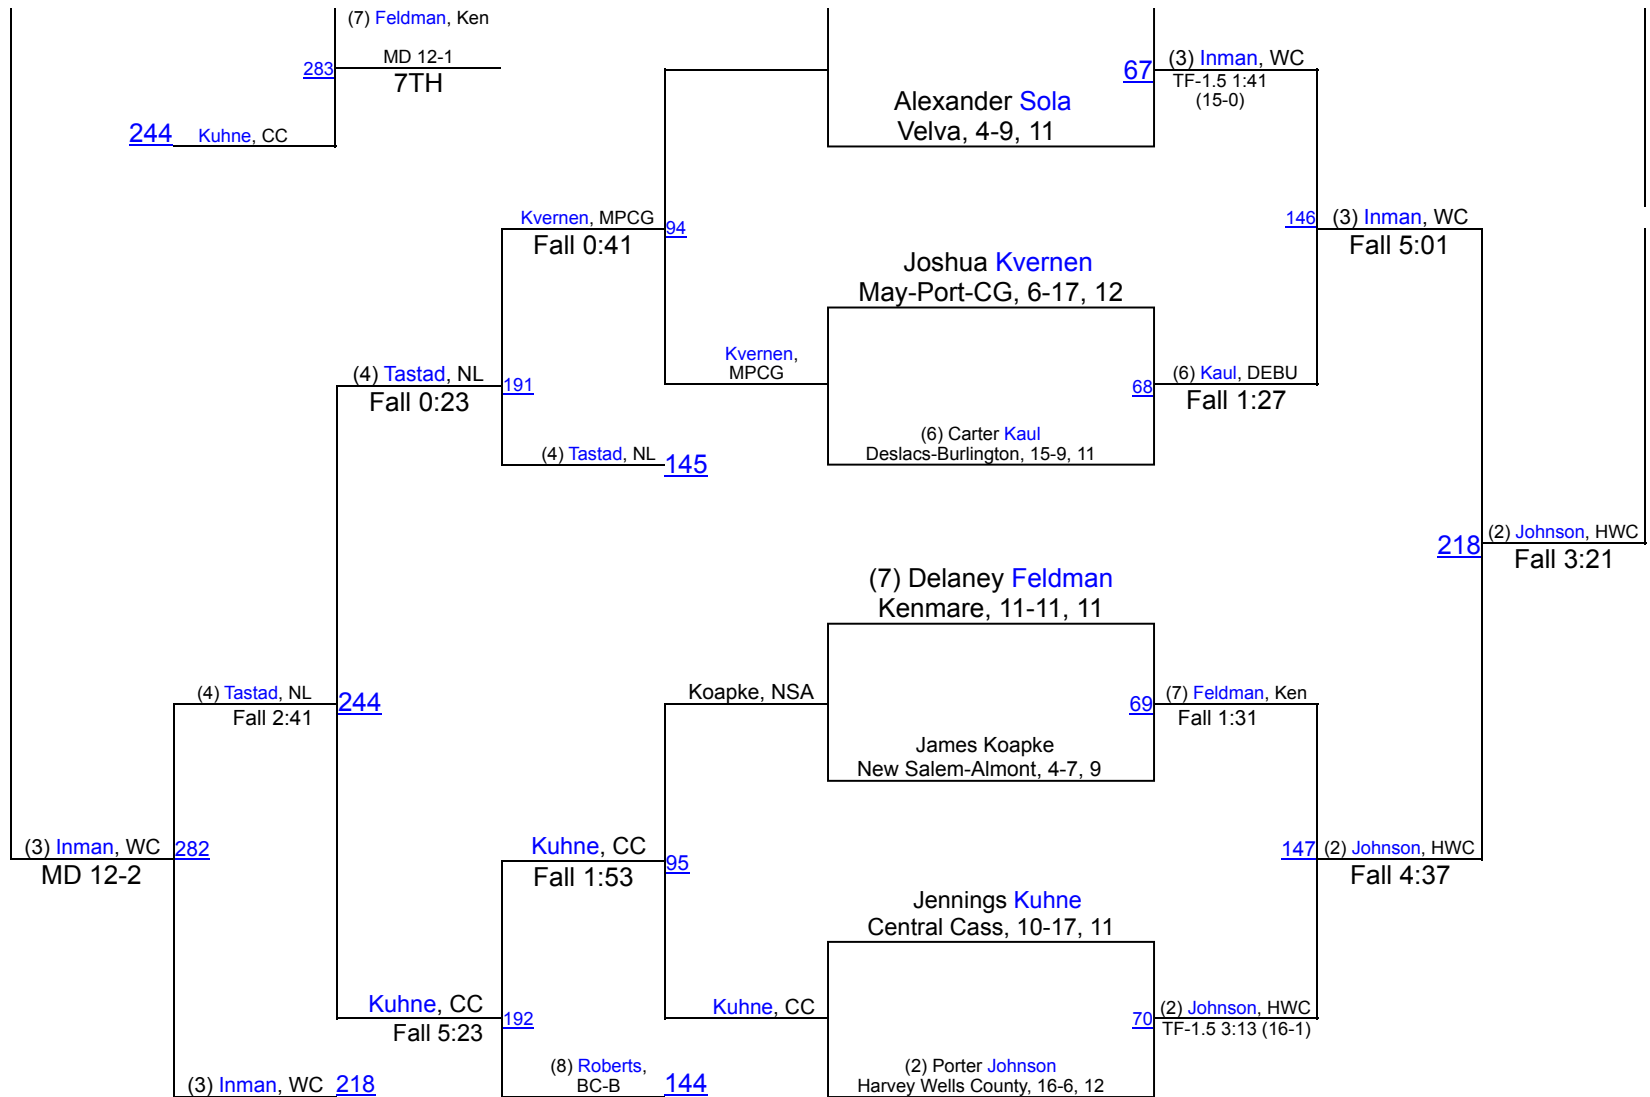 (7) Feldman, Ken
MD 12-1
283
7TH
244 Kuhne, CC
67 (3) Inman, WC
TF-1.5 1:41
(15-0)
Alexander Sola
Velva, 4-9, 11
Kvernen, MPCG
94
Fall 0:41
146 (3) Inman, WC
Fall 5:01
Joshua Kvernen
May-Port-CG, 6-17, 12
Kvernen,
MPCG
(4) Tastad, NL
191
Fall 0:23
68
(6) Kaul, DEBU
Fall 1:27
(6) Carter Kaul
Deslacs-Burlington, 15-9, 11
(4) Tastad, NL 145
218 (2) Johnson, HWC
Fall 3:21
(7) Delaney Feldman
Kenmare, 11-11, 11
(4) Tastad, NL
244
Fall 2:41
Koapke, NSA
69 (7) Feldman, Ken
Fall 1:31
James Koapke
New Salem-Almont, 4-7, 9
(3) Inman, WC 282
MD 12-2
Kuhne, CC
95
Fall 1:53
147 (2) Johnson, HWC
Fall 4:37
Jennings Kuhne
Central Cass, 10-17, 11
Kuhne, CC
192
Fall 5:23
Kuhne, CC
70 (2) Johnson, HWC
TF-1.5 3:13 (16-1)
(3) Inman, WC 218
(8) Roberts,
BC-B
144
(2) Porter Johnson
Harvey Wells County, 16-6, 12